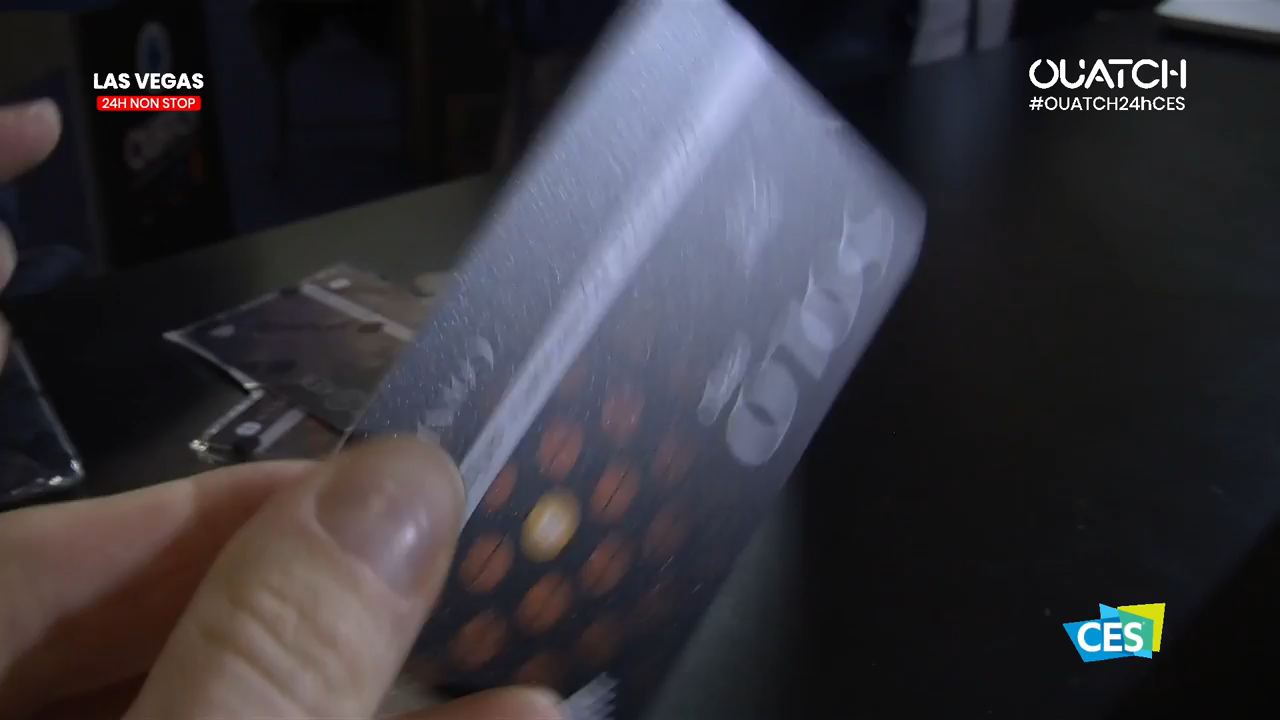 LAS VEGAS
24H NON STOP
OUATCH
#OUATCH24hCES
CES